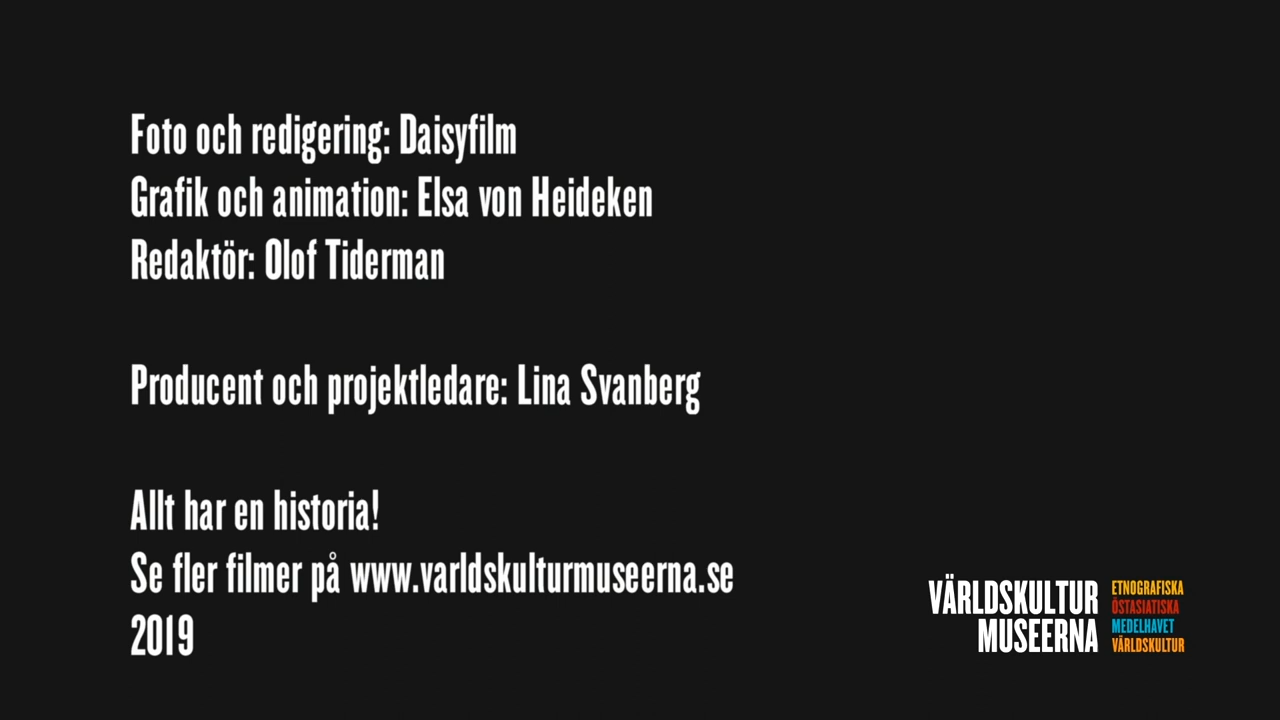 Foto och redigering: Daisyfilm
Grafik och animation: Elsa von Heideken
Redaktör: Olof Tiderman
Producent och projektledare: Lina Svanberg
Allt har en historia!
Se fler filmer på www.varldskulturmuseerna.se
2019
VÄRLDSKULTUR
MUSEERNA
ETNOGRAFISKA
ÖSTASIATISKA
MEDELHAVET
VÄRLDSKULTUR